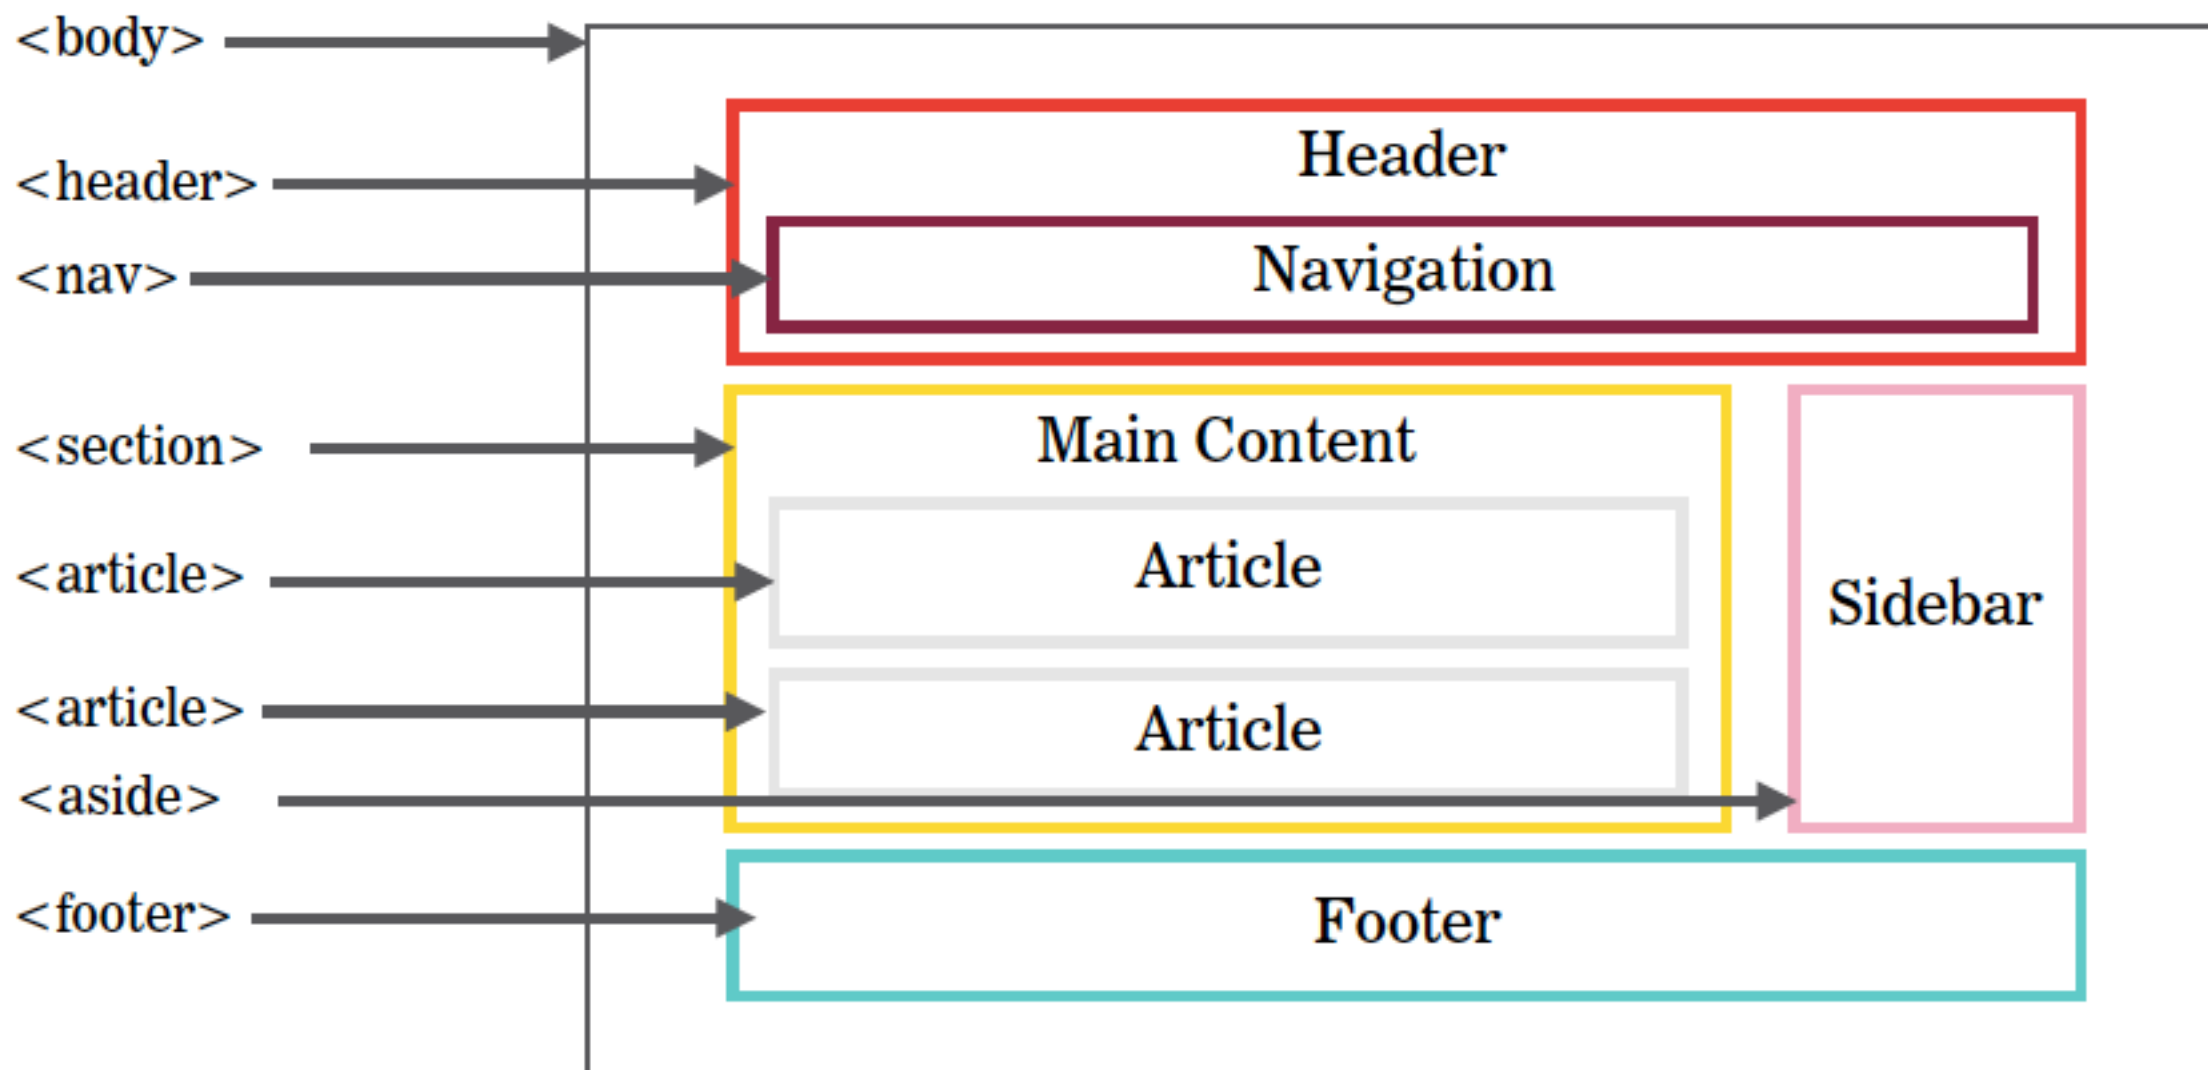 <body>
<header>
<nav>
<section>
<article>
<article>
<aside>
<footer>
Header
Navigation
Main Content
Article
Article
Sidebar
Footer